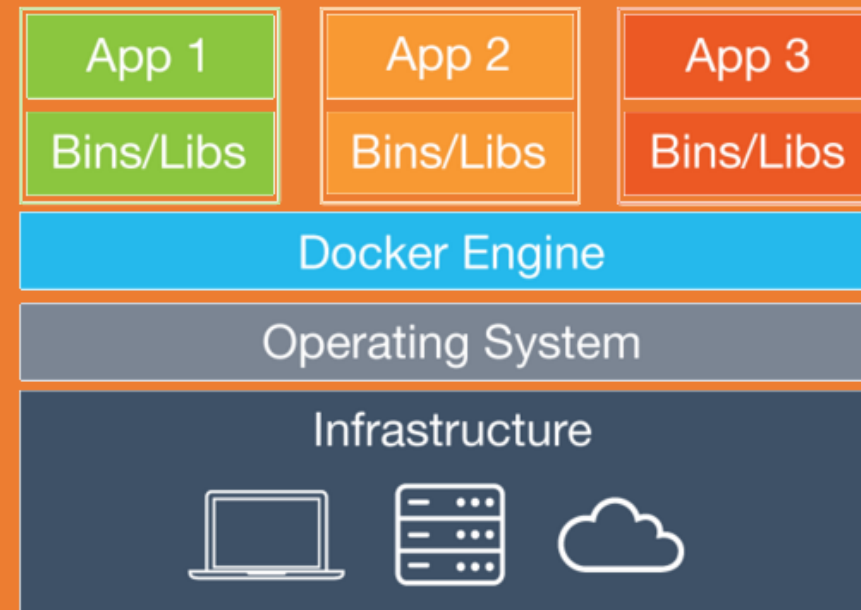 App 1
App 2
App 3
Bins/Libs
Bins/Libs
Bins/Libs
Docker Engine
Operating System
Infrastructure